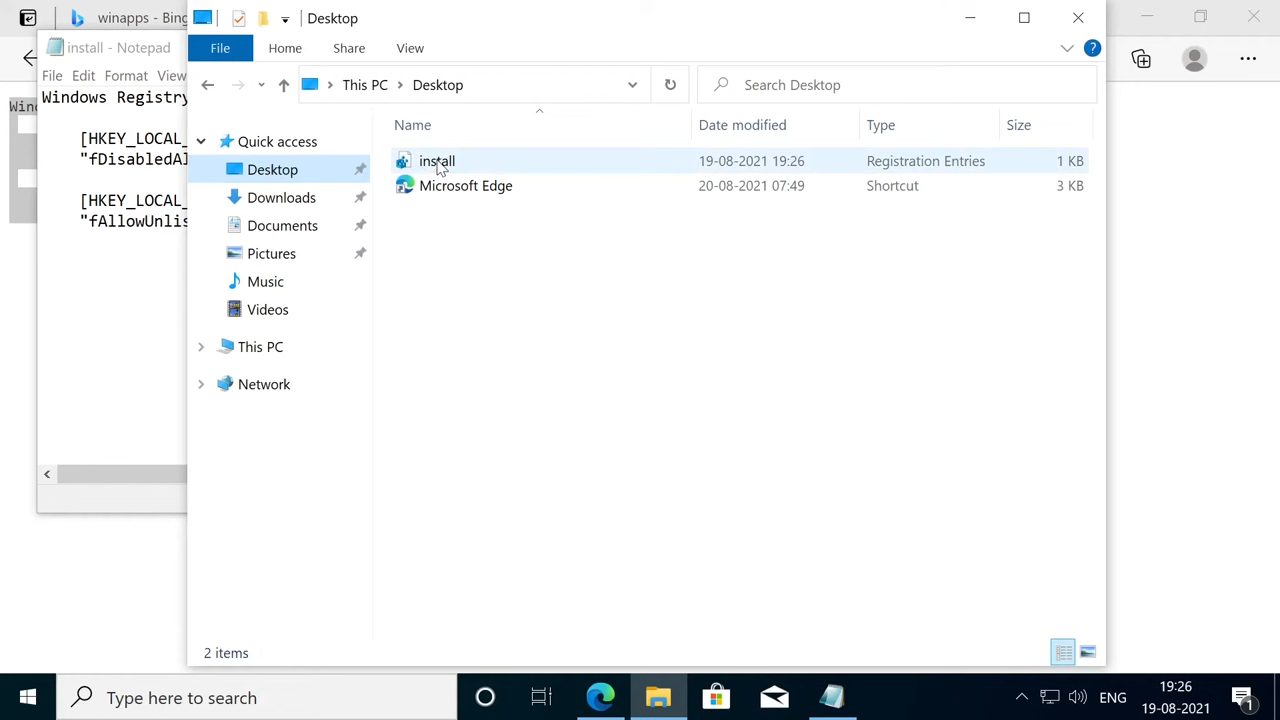 winapps - Bing
Desktop
install - Notepad
File Home Share View
File Edit Format View
This PC Desktop
Search Desktop
Windows Registry
Name Date modified Type Size
[HKEY_LOCAL_
"fDisabledAl
[HKEY_LOCAL_
"fAllowUnlis
Quick access
Desktop
Downloads
Documents
Pictures
Music
Videos
This PC
Network
install 19-08-2021 19:26 Registration Entries 1 KB
Microsoft Edge 20-08-2021 07:49 Shortcut 3 KB
2 items
Type here to search
ENG
19:26
19-08-2021
1